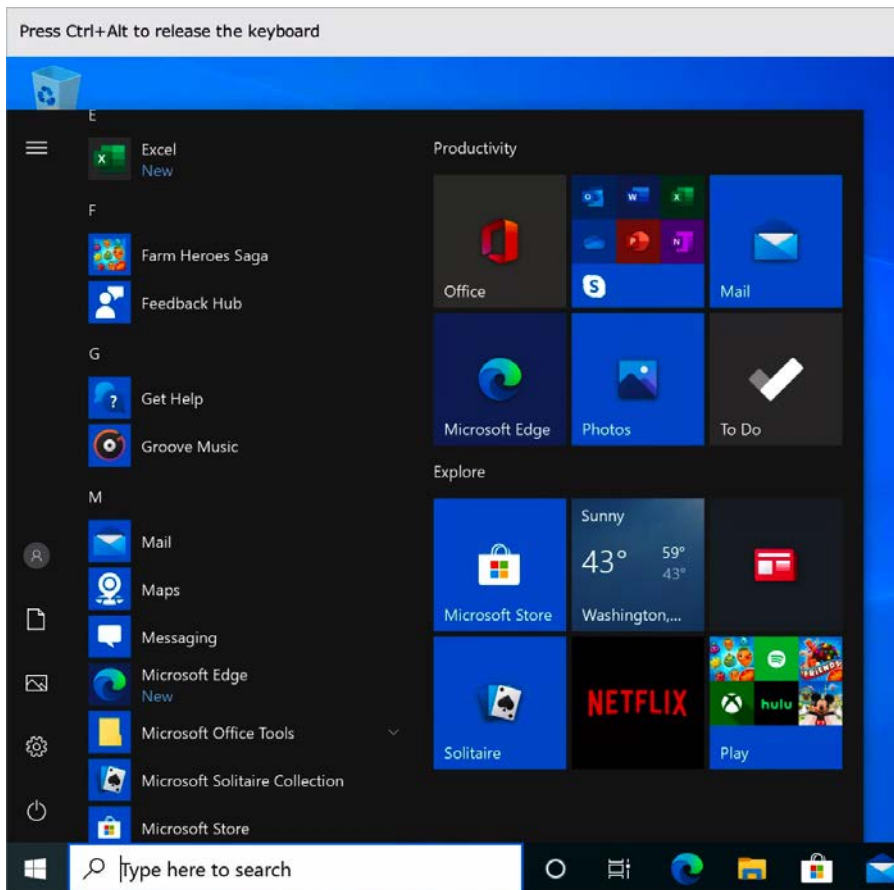 Press Ctrl+Alt to release the keyboard
E
Excel
New
F
Farm Heroes Saga
Feedback Hub
G
Get Help
Groove Music
M
Mail
Maps
Messaging
Microsoft Edge
New
Microsoft Office Tools
Microsoft Solitaire Collection
Microsoft Store
Productivity
Office
Mail
Microsoft Edge
Photos
To Do
Explore
Microsoft Store
Sunny
43° 59°
43°
Washington,...
Solitaire
NETFLIX
hulu
Play
Type here to search